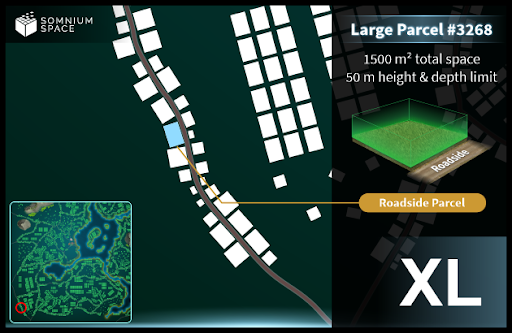 SOMNIUM
SPACE
Large Parcel #3268
1500 m² total space
50 m height & depth limit
Roadside
Roadside Parcel
XL